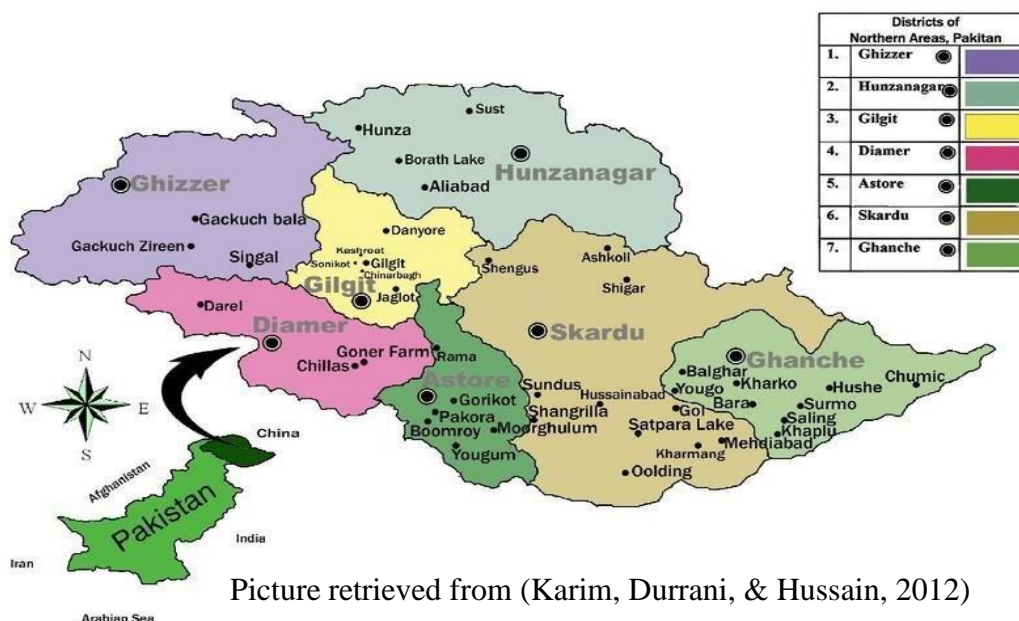 Districts of
Northern Areas, Pakitan
1. Ghizzer
2. Hunzanagar
3. Gilgit
4. Diamer
5. Astore
6. Skardu
7. Ghanche
Sust
Hunza
Borath Lake
Hunzanagar
Aliabad
Ghizzer
Gackuch bala
Gackuch Zireen
Singal
Danyore
Kashroat
Sonikot
Gilgit
Chinarbagh
Gilgit
Jaglot
Shengus
Ashkoli
Shigar
Skardu
Darel
Diamer
Goner Farm
Chillas
Rama
Astore
Gorikot
Pakora
Boomroy
Moorghulum
Yougum
Sundus
Shangrilla
Hussainabad
Satpara Lake
Gol
Kharmang
Mehdiabad
Oolding
Ghanche
Balghar
Yougo
Kharko
Bara
Hushe
Chumic
Surmo
Saling
Khaplu
N
W
E
S
China
Afghanistan
Pakistan
India
Iran
Arabian Sea
Picture retrieved from (Karim, Durrani, & Hussain, 2012)